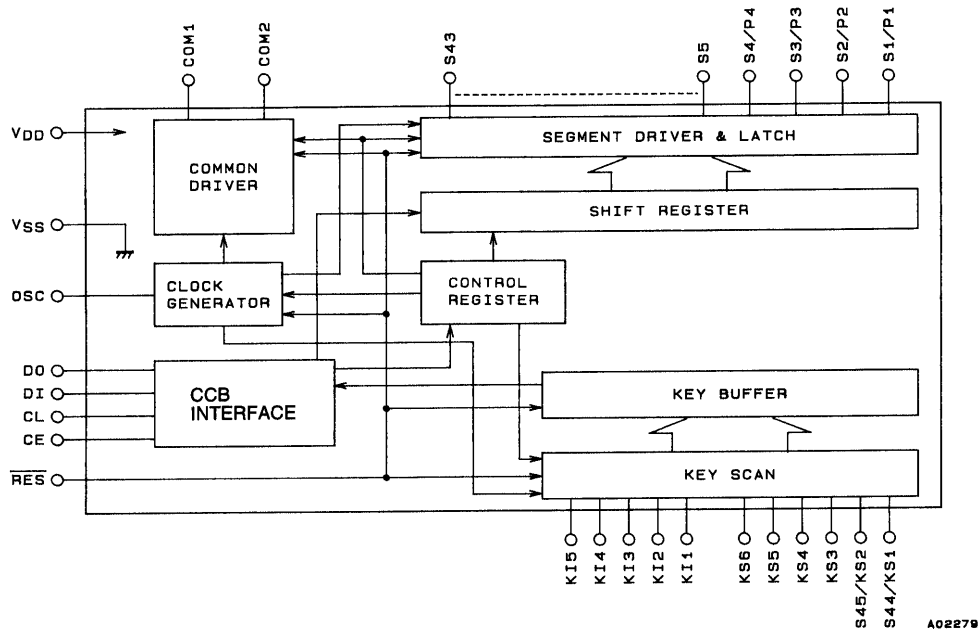 COM1
COM2
S43
S5
S4/P4
S3/P3
S2/P2
S1/P1
VDD
COMMON
DRIVER
SEGMENT DRIVER & LATCH
SHIFT REGISTER
VSS
OSC
CLOCK
GENERATOR
CONTROL
REGISTER
DO
DI
CL
CE
CCB
INTERFACE
KEY BUFFER
RES
KEY SCAN
KI5
KI4
KI3
KI2
KI1
KS6
KS5
KS4
KS3
S45/KS2
S44/KS1
A02279